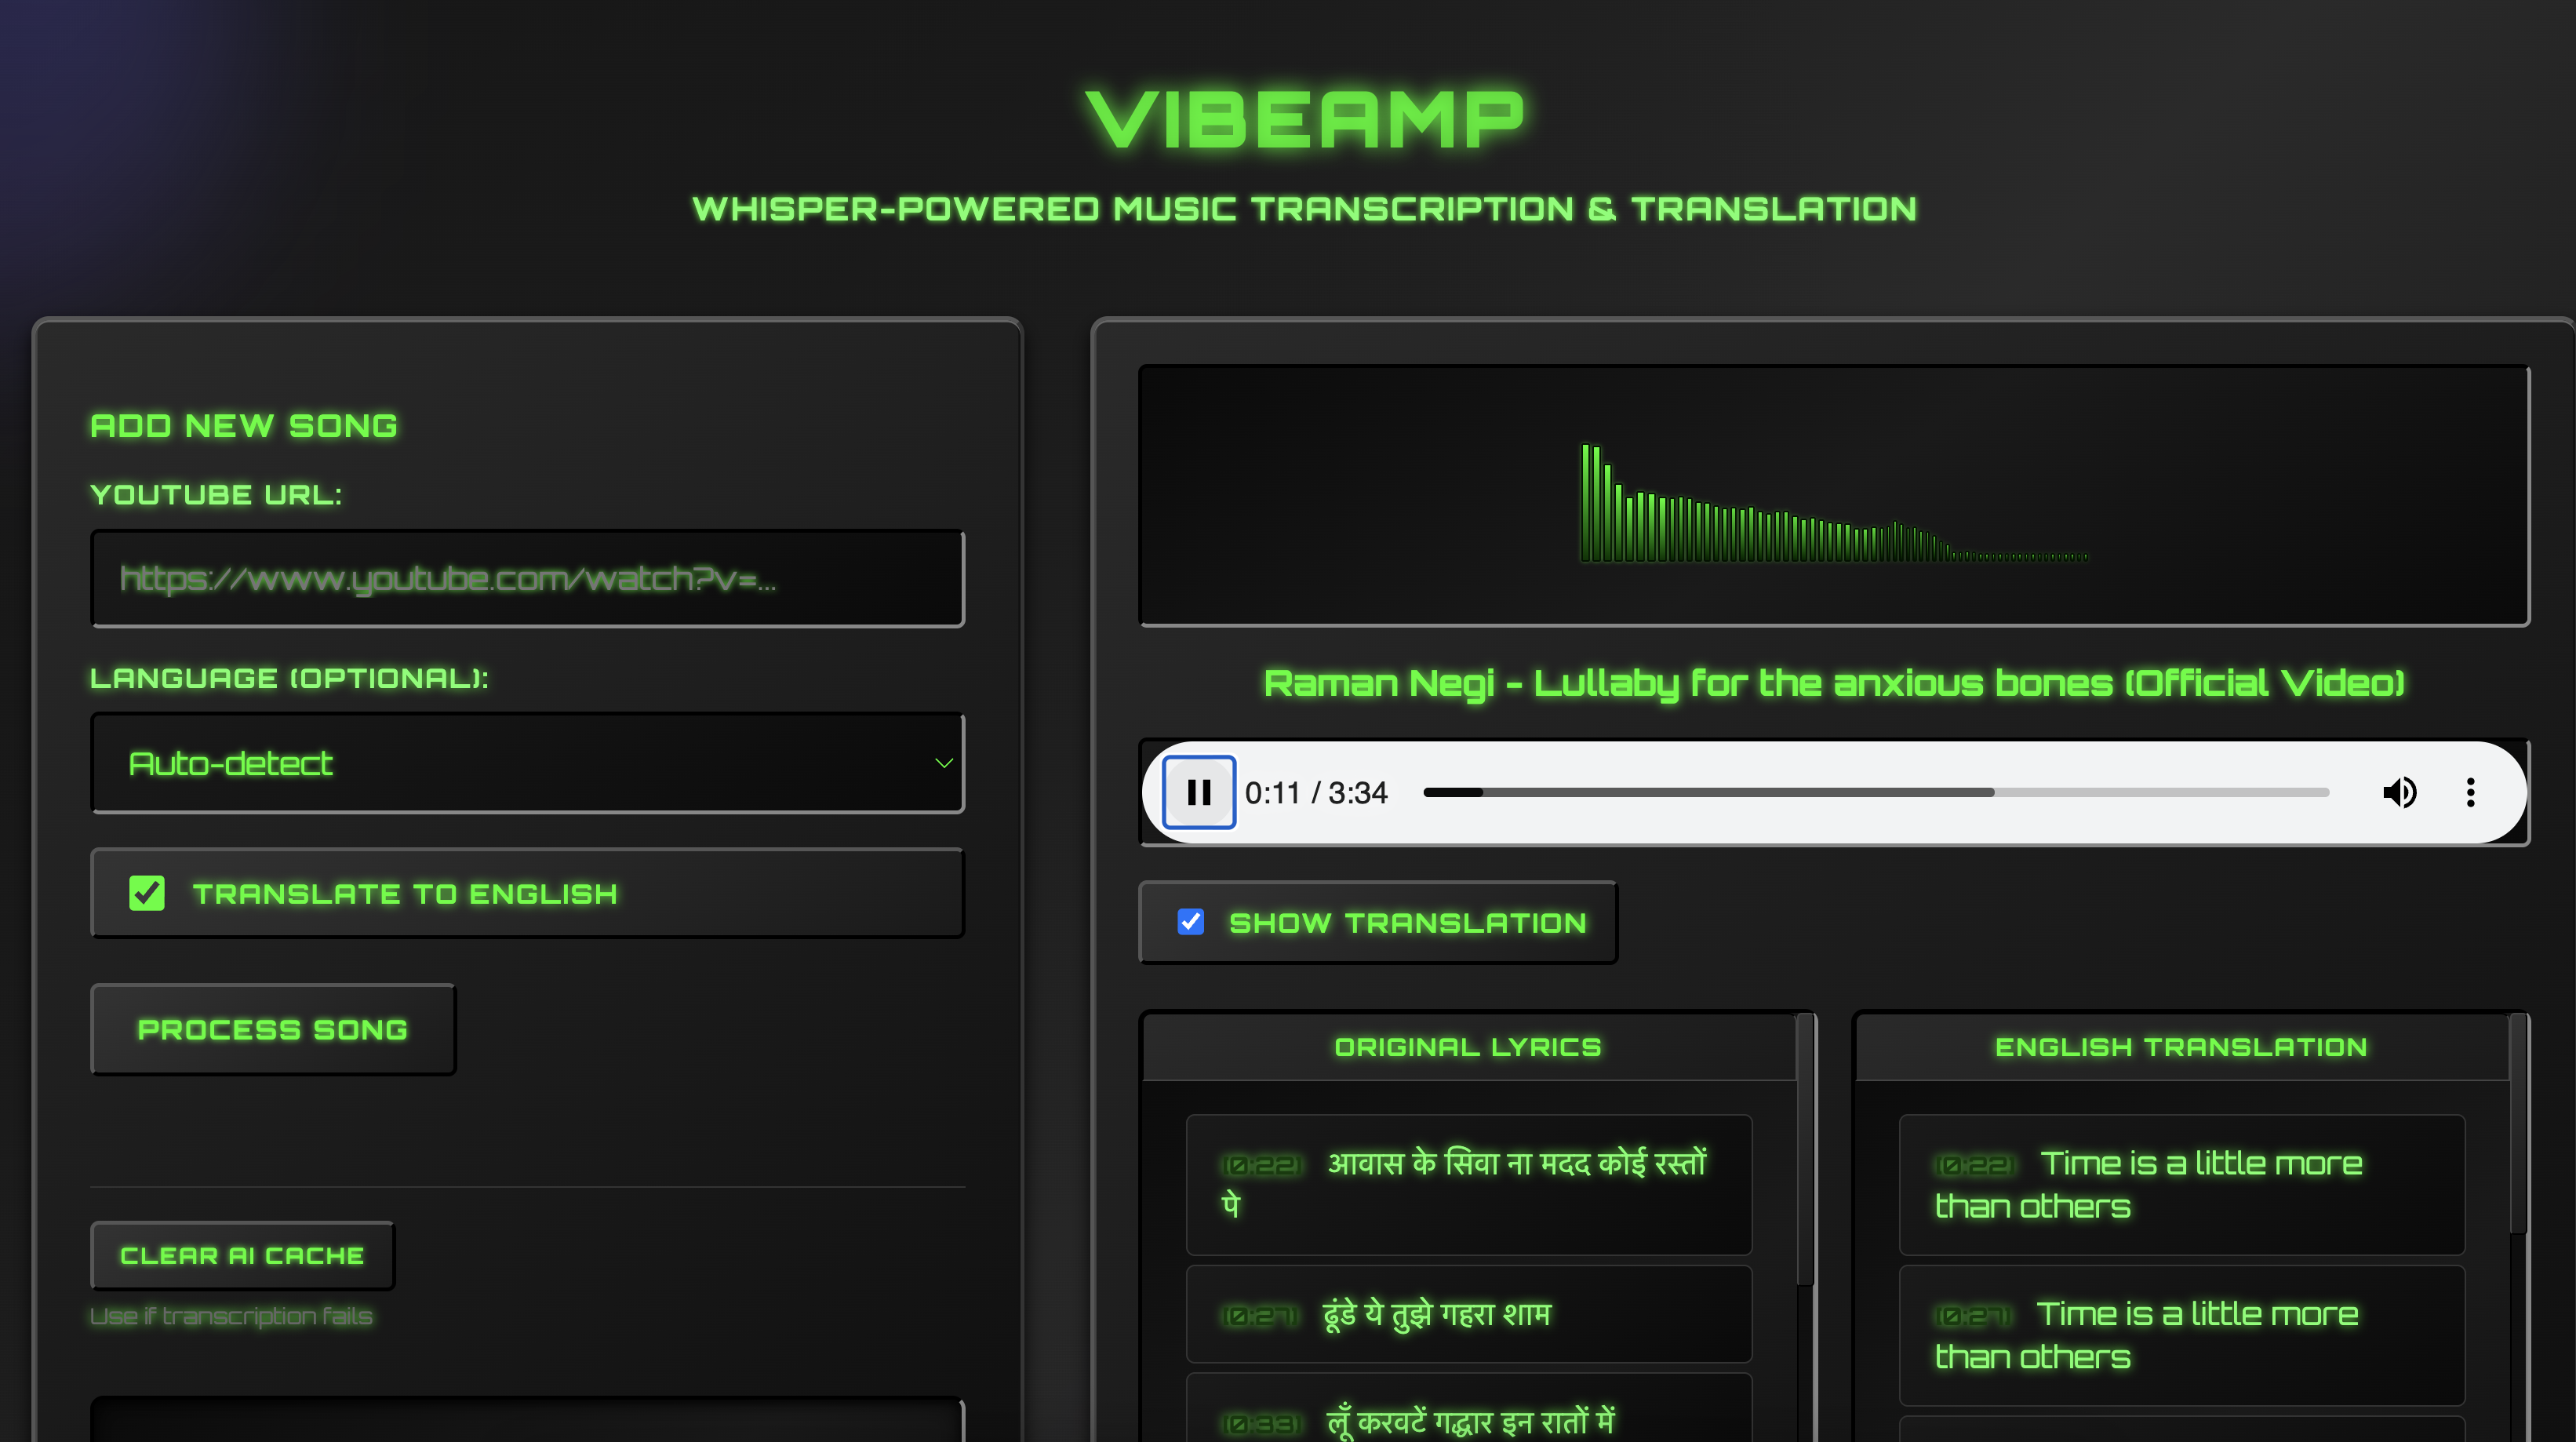 VIBEAMP
WHISPER-POWERED MUSIC TRANSCRIPTION & TRANSLATION
ADD NEW SONG
YOUTUBE URL:
https://www.youtube.com/watch?v=...
LANGUAGE (OPTIONAL):
Auto-detect
TRANSLATE TO ENGLISH
PROCESS SONG
CLEAR AI CACHE
Use if transcription fails
Raman Negi - Lullaby for the anxious bones (Official Video)
0:11 / 3:34
SHOW TRANSLATION
ORIGINAL LYRICS
(0:22) आवास के सिवा ना मदद कोई रस्तों
पे
(0:27) ढूंडे ये तुझे गहरा शाम
(0:33) लूँ करवटें गद्धार इन रातों में
ENGLISH TRANSLATION
(0:22) Time is a little more
than others
(0:27) Time is a little more
than others